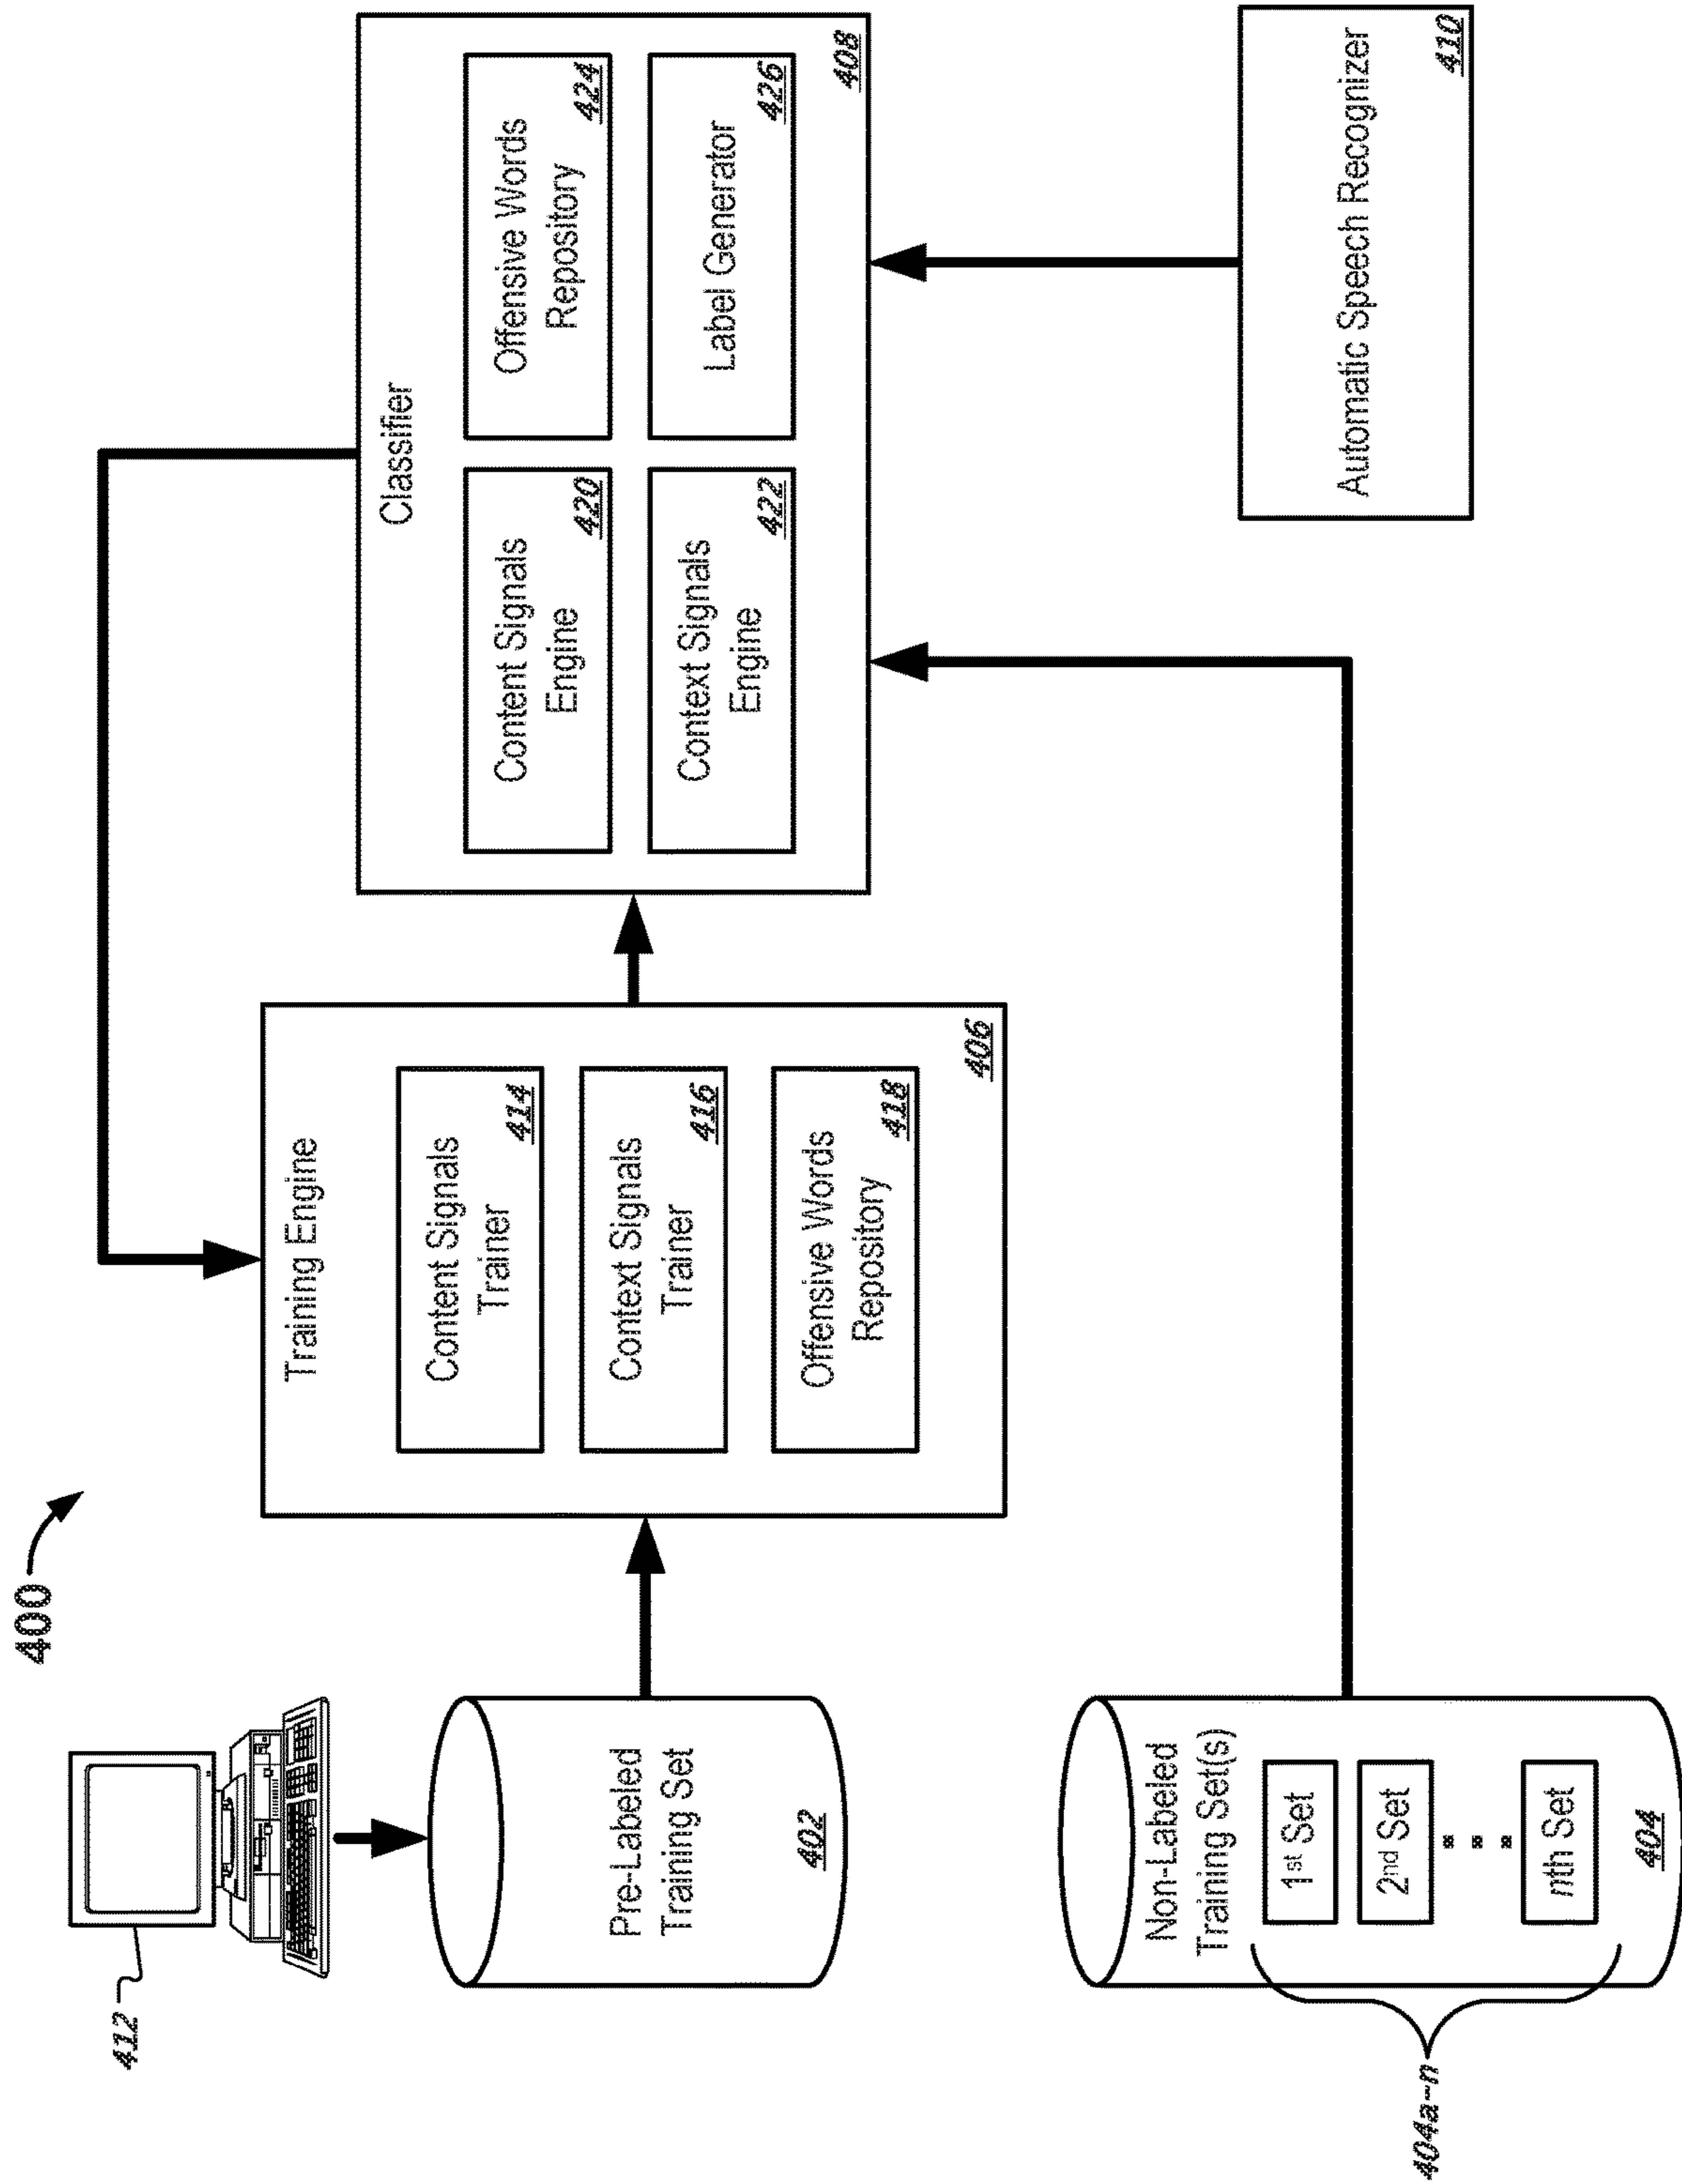 400
412
Pre-Labeled
Training Set
402
Training Engine
Content Signals
Trainer
414
Context Signals
Trainer
416
Offensive Words
Repository
418
406
Classifier
Content Signals
Engine
420
Offensive Words
Repository
424
Context Signals
Engine
422
Label Generator
426
408
Non-Labeled
Training Set(s)
1st Set
2nd Set
nth Set
404
404a-n
Automatic Speech Recognizer
410